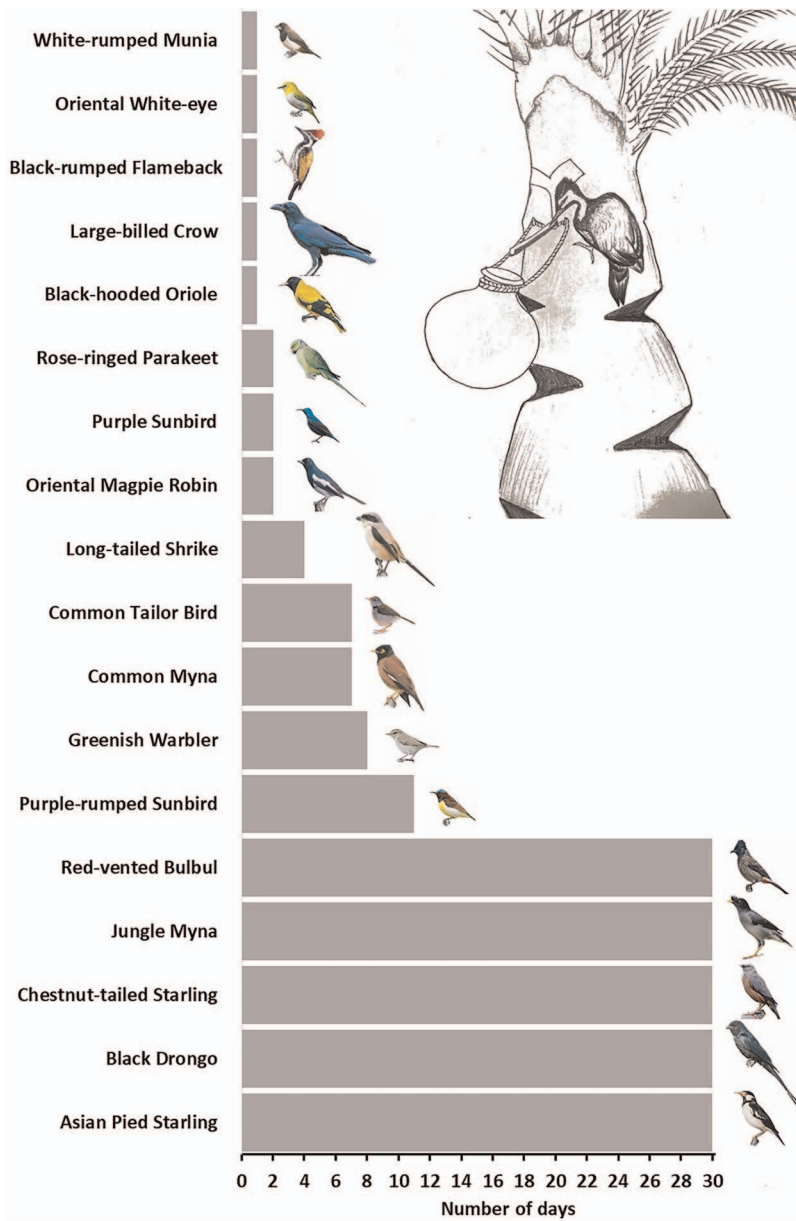 White-rumped Munia
Oriental White-eye
Black-rumped Flameback
Large-billed Crow
Black-hooded Oriole
Rose-ringed Parakeet
Purple Sunbird
Oriental Magpie Robin
Long-tailed Shrike
Common Tailor Bird
Common Myna
Greenish Warbler
Purple-rumped Sunbird
Red-vented Bulbul
Jungle Myna
Chestnut-tailed Starling
Black Drongo
Asian Pied Starling
0 2 4 6 8 10 12 14 16 18 20 22 24 26 28 30
Number of days